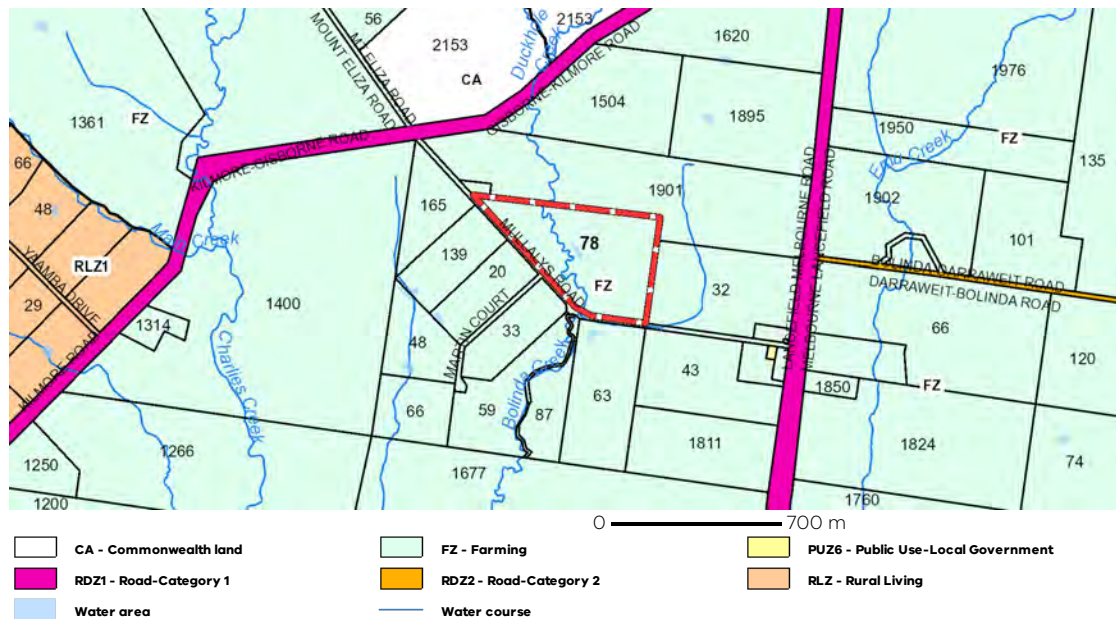 56
2153
2153
1620
Duckhole
Creek
MOUNT ELIZA ROAD
MT ELIZA ROAD
CA
GISBORNE-KILMORE ROAD
1976
1504
1895
1361
FZ
KILMORE-GISBORNE ROAD
1950
FZ
Emu Creek
135
66
48
165
1901
1902
101
Main Creek
RLZ1
YAAMBA DRIVE
139
MULLALYS ROAD
78
20
FZ
32
LANCEFIELD-MELBOURNE ROAD
MELBOURNE-LANCEFIELD ROAD
BOLINDA-DARRAWEIT ROAD
DARRAWEIT-BOLINDA ROAD
29
1400
1314
33
MARION COURT
48
66
120
KILMORE ROAD
Charlies Creek
Bolinda Creek
43
1850
FZ
66
59
87
63
1811
1824
74
1250
1266
1677
1200
1760
0 700 m
CA - Commonwealth land
FZ - Farming
PUZ6 - Public Use-Local Government
RDZ1 - Road-Category 1
RDZ2 - Road-Category 2
RLZ - Rural Living
Water area
Water course